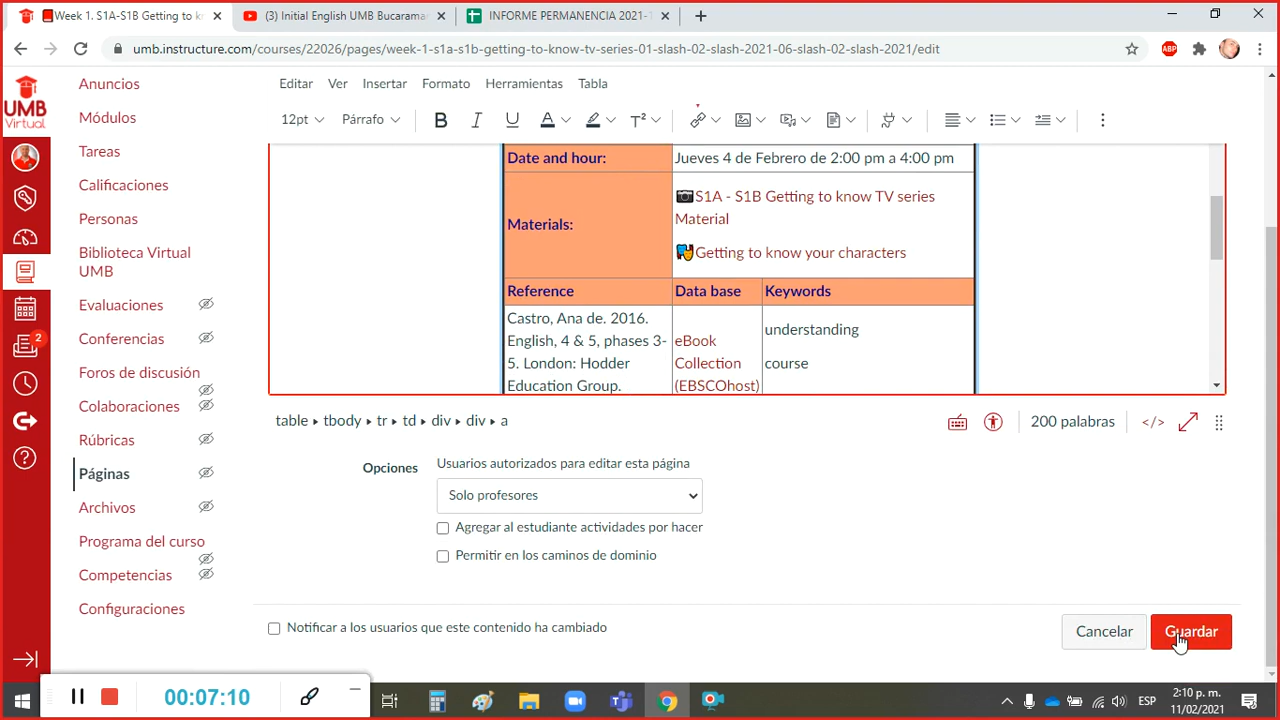 Week 1. S1A-S1B Getting to kn
(3) Initial English UMB Bucaraman
INFORME PERMANENCIA 2021-1
umb.instructure.com/courses/22026/pages/week-1-s1a-s1b-getting-to-know-tv-series-01-slash-02-slash-2021-06-slash-02-slash-2021/edit
ABP
UMB
Virtual
2
Anuncios
Módulos
Tareas
Calificaciones
Personas
Biblioteca Virtual
UMB
Evaluaciones
Conferencias
Foros de discusión
Colaboraciones
Rúbricas
Páginas
Archivos
Programa del curso
Competencias
Configuraciones
Editar Ver Insertar Formato Herramientas Tabla
12pt Párrafo B I U A T²
Date and hour: Jueves 4 de Febrero de 2:00 pm a 4:00 pm
Materials:
S1A - S1B Getting to know TV series
Material
Getting to know your characters
Reference Data base Keywords
Castro, Ana de. 2016.
English, 4 & 5, phases 3-
5. London: Hodder
Education Group.
eBook
Collection
(EBSCOhost)
understanding
course
table tbody tr td div div a
200 palabras </>
Opciones
Usuarios autorizados para editar esta página
Solo profesores
Agregar al estudiante actividades por hacer
Permitir en los caminos de dominio
Notificar a los usuarios que este contenido ha cambiado
Cancelar Guardar
00:07:10
ESP
2:10 p. m.
11/02/2021